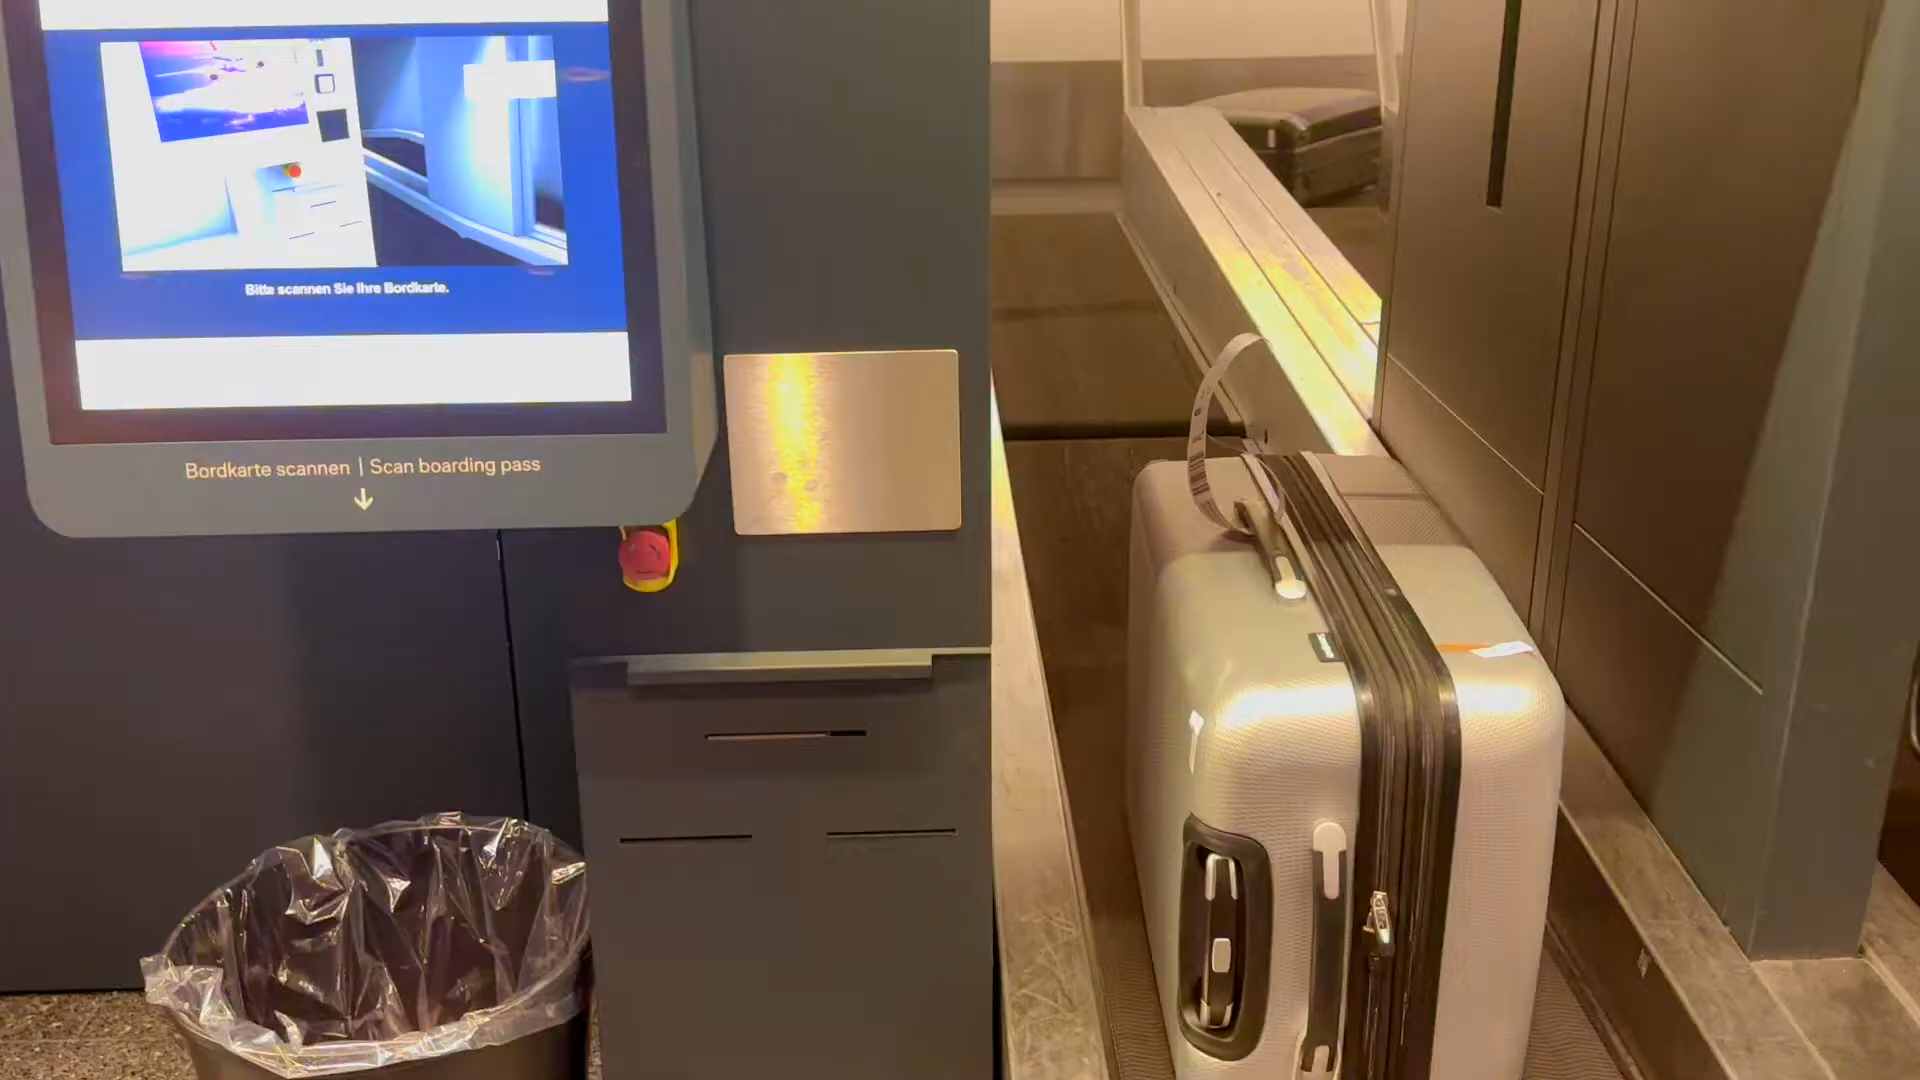 Bitte scannen Sie Ihre Bordkarte.
Bordkarte scannen | Scan boarding pass